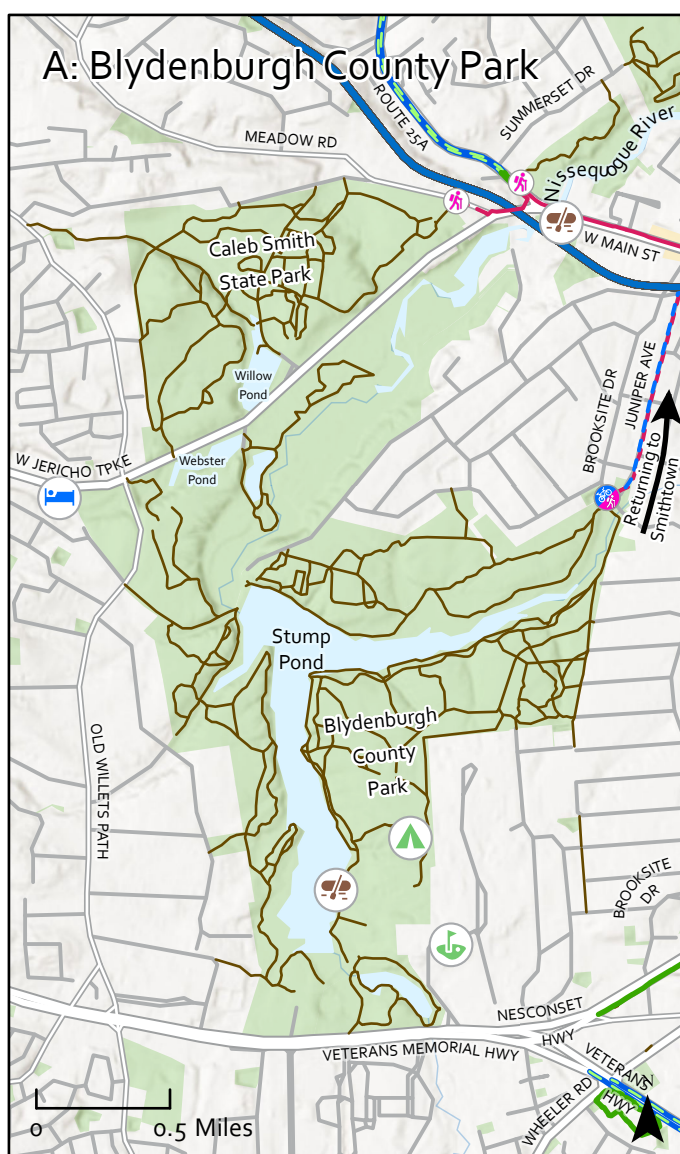 A: Blydenburgh County Park
ROUTE 25A
SUMMERSET DR
MEADOW RD
Nissequogue River
Caleb Smith
State Park
W MAIN ST
Willow
Pond
BROOKSITE DR
JUNIPER AVE
W JERICHO TPKE
Webster
Pond
Returning to
Smithtown
Stump
Pond
Blydenburgh
County
Park
OLD WILLETS PATH
BROOKSITE
DR
NESCONSET
HWY
VETERANS MEMORIAL HWY
VETERANS
HWY
WHEELER RD
N
0 0.5 Miles